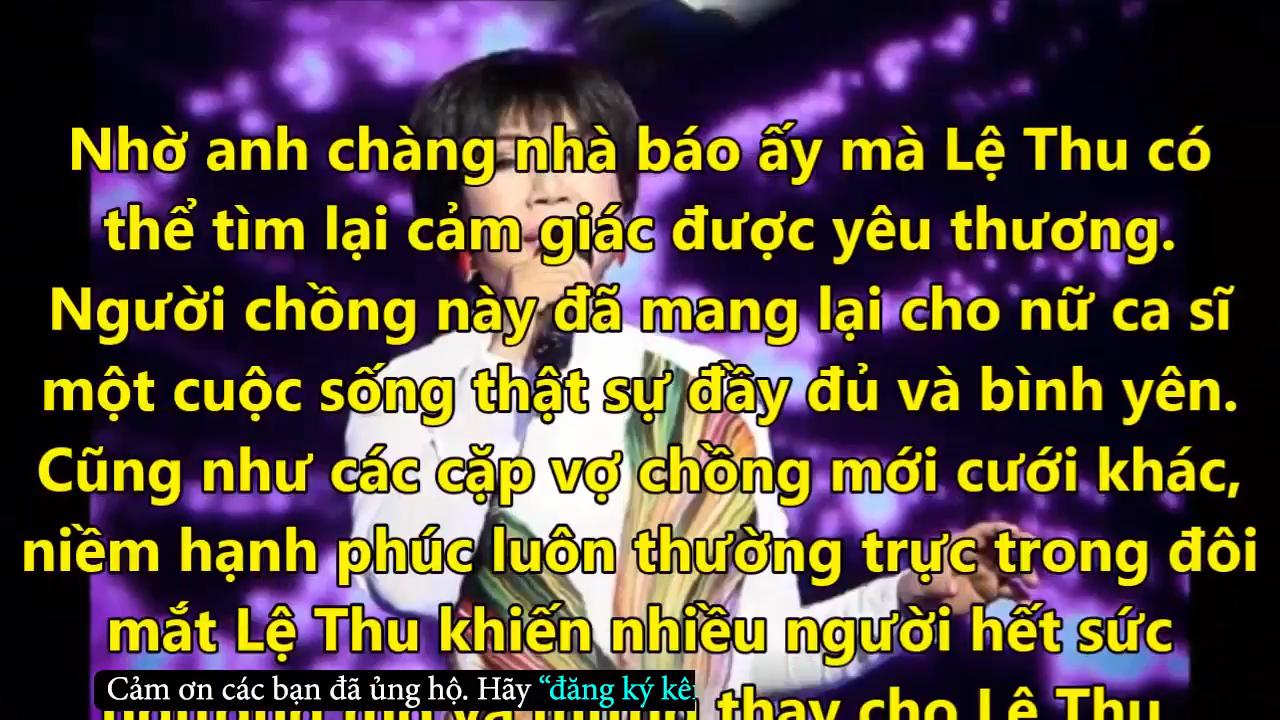 Nhờ anh chàng nhà báo ấy mà Lệ Thu có
thể tìm lại cảm giác được yêu thương.
Người chồng này đã mang lại cho nữ ca sĩ
một cuộc sống thật sự đầy đủ và bình yên.
Cũng như các cặp vợ chồng mới cưới khác,
niềm hạnh phúc luôn thường trực trong đôi
mắt Lệ Thu khiến nhiều người hết sức
thay cho Lệ Thu
Cảm ơn các bạn đã ủng hộ. Hãy “đăng ký